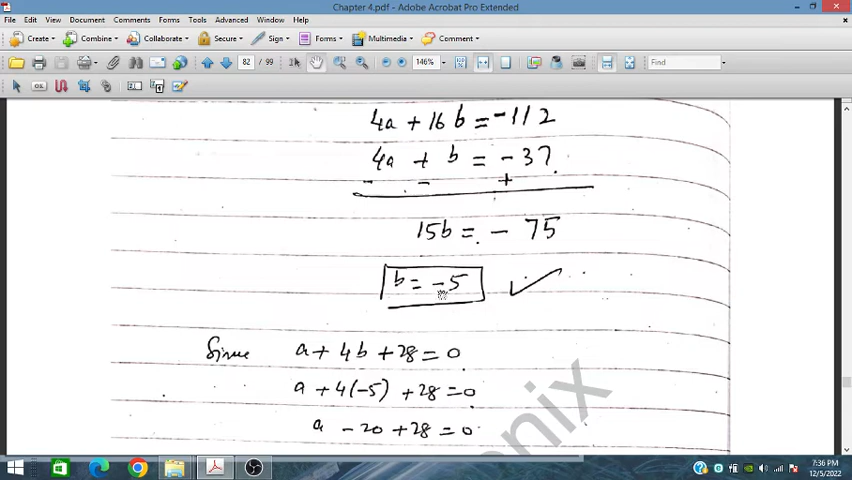 Chapter 4.pdf - Adobe Acrobat Pro Extended
File Edit View Document Comments Forms Tools Advanced Window Help
Create Combine Collaborate Secure Sign Forms Multimedia Comment
82 / 99 146% Find
4a + 16b = -112
4a + b = - 37
- - +
15b = - 75
b = -5 ✓
Since a + 4b + 28 = 0
a + 4(-5) + 28 = 0
a - 20 + 28 = 0
enix
7:36 PM
12/5/2022